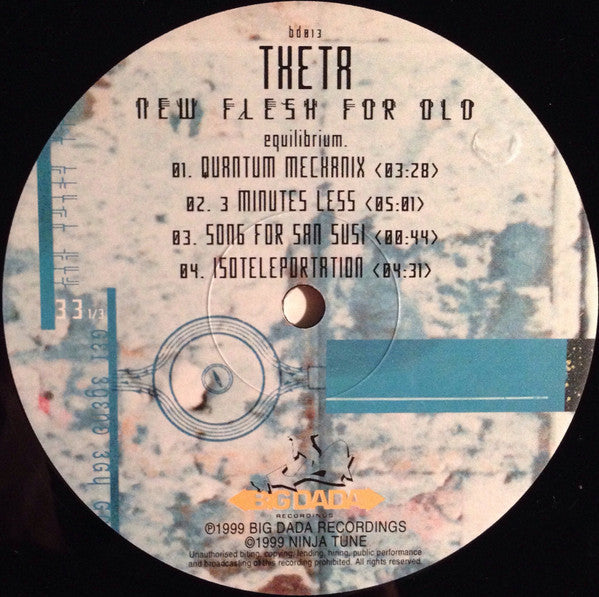 bd013
THETA
NEW FLESH FOR OLD
equilibrium.
01. QUANTUM MECHANIX <03:28>
02. 3 MINUTES LESS <05:01>
03. SONG FOR SAN SUSI <00:44>
04. ISOTELEPORTATION <04:31>
33 1/3
BIG DADA
RECORDINGS
℗1999 BIG DADA RECORDINGS
©1999 NINJA TUNE
Unauthorised biting, copying, lending, hiring, public performance
and broadcasting of this recording prohibited. All rights reserved.